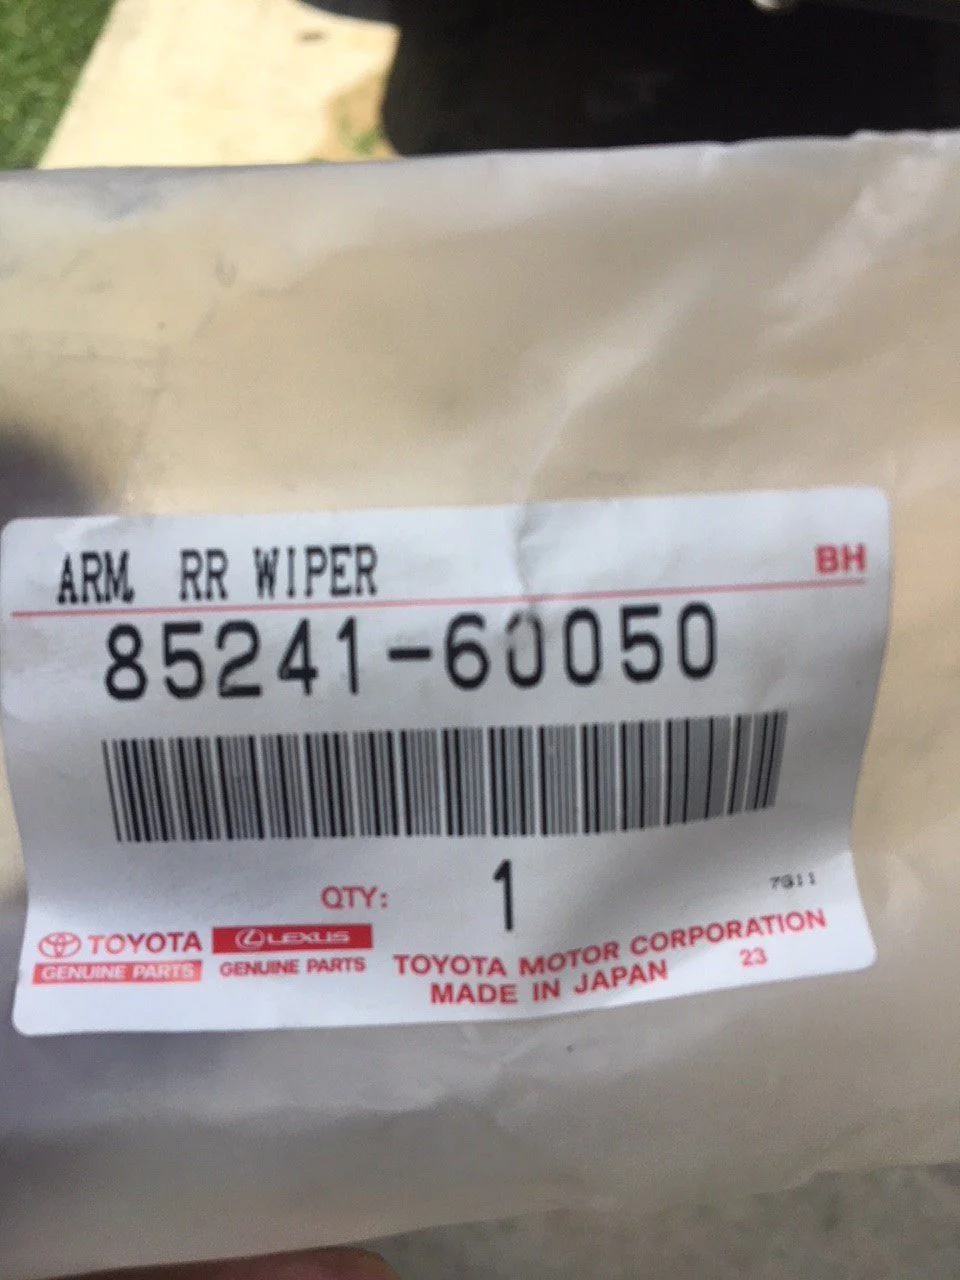 ARM, RR WIPER BH
85241-60050
QTY: 1 7G11
TOYOTA LEXUS TOYOTA MOTOR CORPORATION
GENUINE PARTS GENUINE PARTS MADE IN JAPAN 23